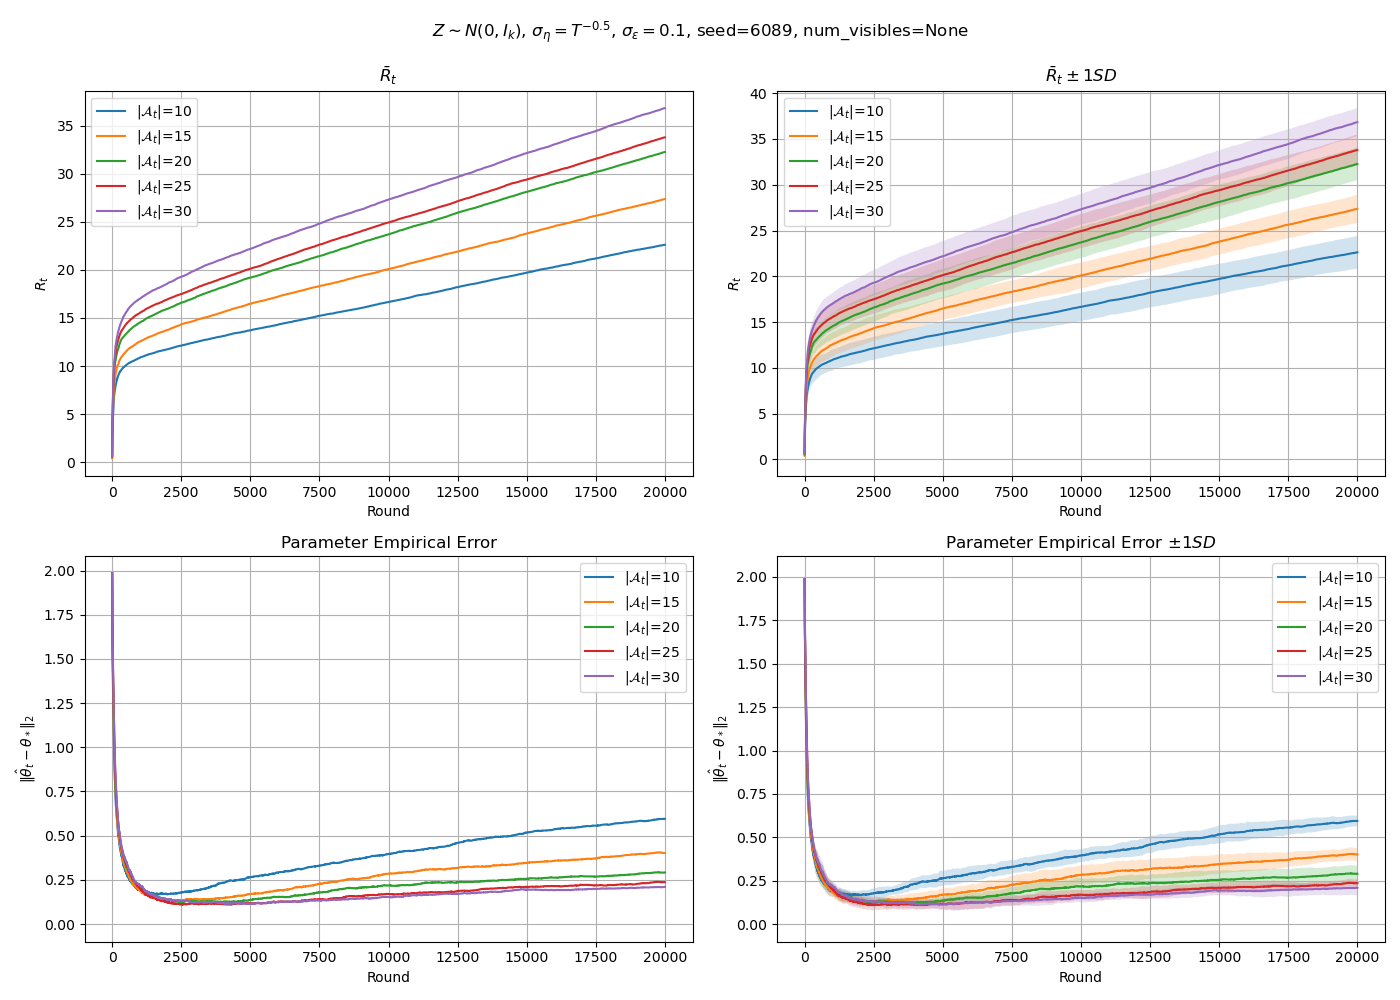 Z ∼ N(0, I_k), σ_η = T^{−0.5}, σ_ε = 0.1, seed=6089, num_visibles=None
R̄_t
R_t
35
30
25
20
15
10
5
0
|𝒜_t|=10
|𝒜_t|=15
|𝒜_t|=20
|𝒜_t|=25
|𝒜_t|=30
0 2500 5000 7500 10000 12500 15000 17500 20000
Round
R̄_t ± 1SD
R_t
40
35
30
25
20
15
10
5
0
|𝒜_t|=10
|𝒜_t|=15
|𝒜_t|=20
|𝒜_t|=25
|𝒜_t|=30
0 2500 5000 7500 10000 12500 15000 17500 20000
Round
Parameter Empirical Error
‖θ̂_t − θ_*‖_2
2.00
1.75
1.50
1.25
1.00
0.75
0.50
0.25
0.00
|𝒜_t|=10
|𝒜_t|=15
|𝒜_t|=20
|𝒜_t|=25
|𝒜_t|=30
0 2500 5000 7500 10000 12500 15000 17500 20000
Round
Parameter Empirical Error ±1SD
‖θ̂_t − θ_*‖_2
2.00
1.75
1.50
1.25
1.00
0.75
0.50
0.25
0.00
|𝒜_t|=10
|𝒜_t|=15
|𝒜_t|=20
|𝒜_t|=25
|𝒜_t|=30
0 2500 5000 7500 10000 12500 15000 17500 20000
Round